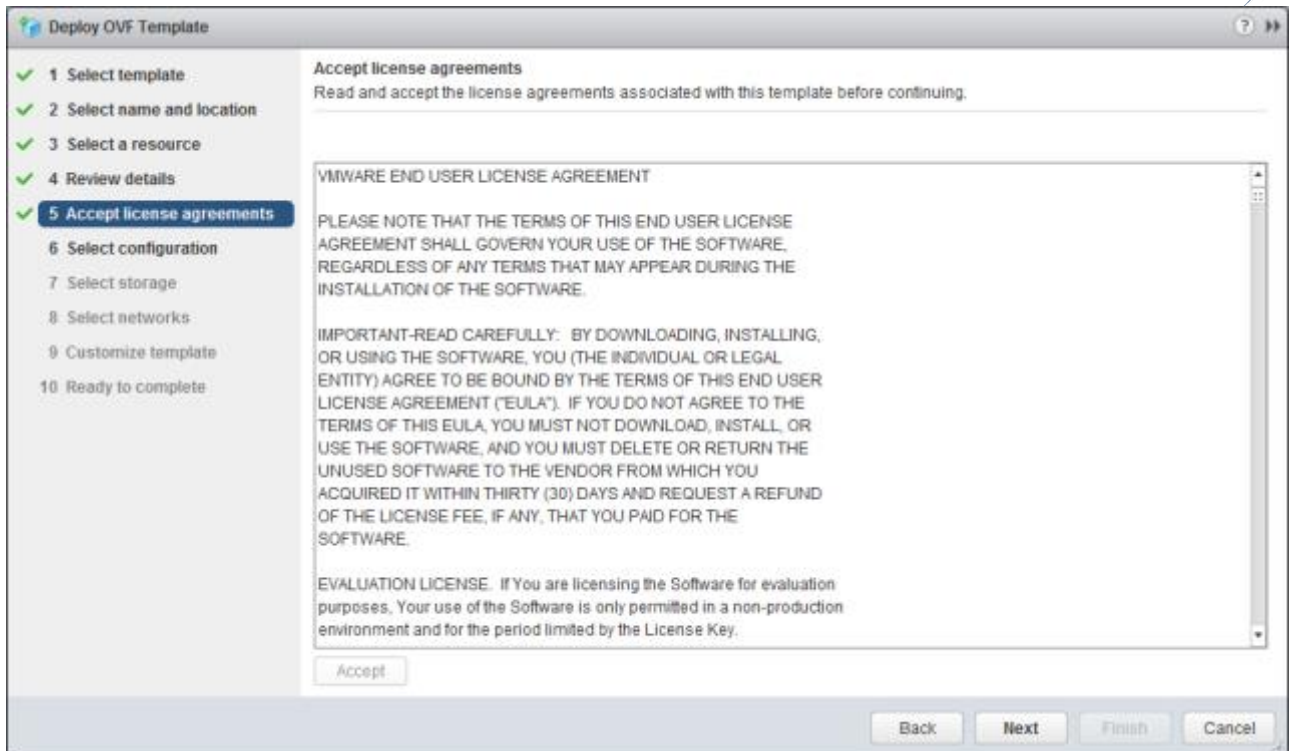 Deploy OVF Template
?
1 Select template
2 Select name and location
3 Select a resource
4 Review details
5 Accept license agreements
6 Select configuration
7 Select storage
8 Select networks
9 Customize template
10 Ready to complete
Accept license agreements
Read and accept the license agreements associated with this template before continuing.
VMWARE END USER LICENSE AGREEMENT
PLEASE NOTE THAT THE TERMS OF THIS END USER LICENSE
AGREEMENT SHALL GOVERN YOUR USE OF THE SOFTWARE,
REGARDLESS OF ANY TERMS THAT MAY APPEAR DURING THE
INSTALLATION OF THE SOFTWARE.
IMPORTANT-READ CAREFULLY:   BY DOWNLOADING, INSTALLING,
OR USING THE SOFTWARE, YOU (THE INDIVIDUAL OR LEGAL
ENTITY) AGREE TO BE BOUND BY THE TERMS OF THIS END USER
LICENSE AGREEMENT ("EULA").  IF YOU DO NOT AGREE TO THE
TERMS OF THIS EULA, YOU MUST NOT DOWNLOAD, INSTALL, OR
USE THE SOFTWARE, AND YOU MUST DELETE OR RETURN THE
UNUSED SOFTWARE TO THE VENDOR FROM WHICH YOU
ACQUIRED IT WITHIN THIRTY (30) DAYS AND REQUEST A REFUND
OF THE LICENSE FEE, IF ANY, THAT YOU PAID FOR THE
SOFTWARE.
EVALUATION LICENSE.  If You are licensing the Software for evaluation
purposes, Your use of the Software is only permitted in a non-production
environment and for the period limited by the License Key.
Accept
Back
Next
Finish
Cancel